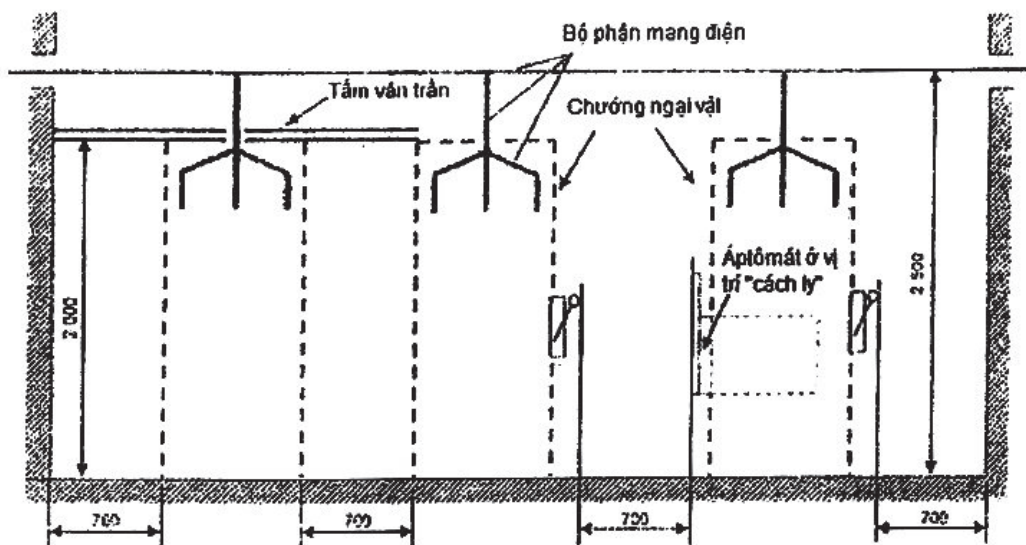 Bộ phận mang điện
Tấm ván trần
Chướng ngại vật
Áptômát ở vị
trí "cách ly"
2 000
2 500
700
700
700
700